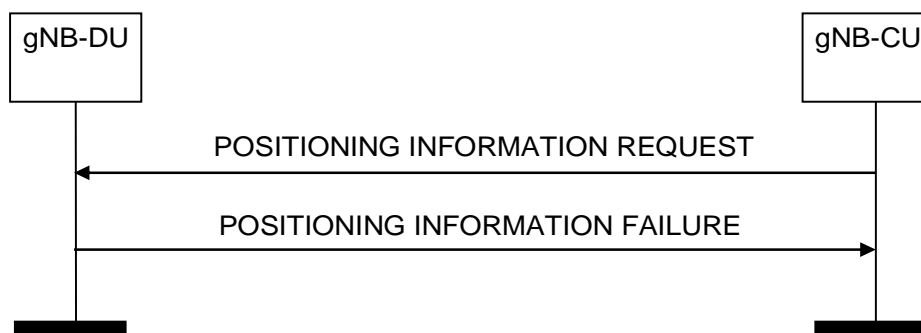 gNB-DU
gNB-CU
POSITIONING INFORMATION REQUEST
POSITIONING INFORMATION FAILURE